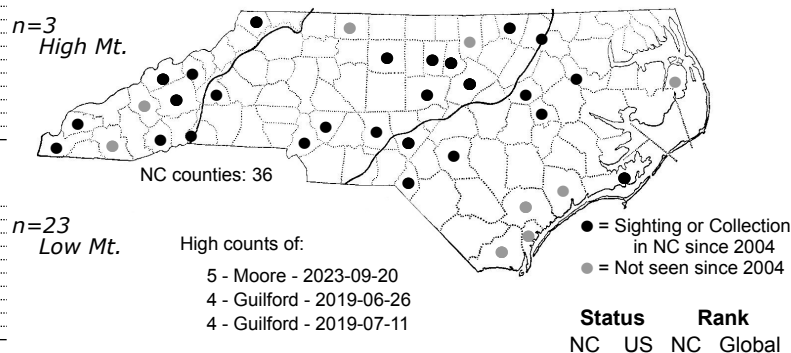 n=3
High Mt.
NC counties: 36
n=23
Low Mt.
High counts of:
5 - Moore - 2023-09-20
4 - Guilford - 2019-06-26
4 - Guilford - 2019-07-11
= Sighting or Collection
in NC since 2004
= Not seen since 2004
Status Rank
NC US NC Global